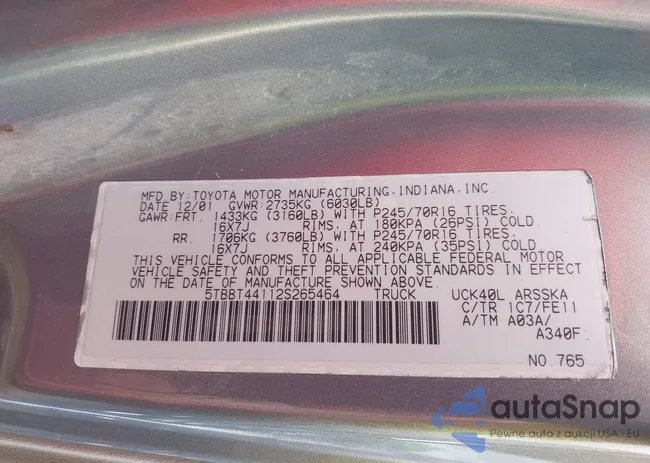 MFD BY: TOYOTA MOTOR MANUFACTURING, INDIANA, INC.
DATE 12/01 GVWR: 2735KG (6030LB)
GAWR: FRT. 1433KG (3160LB) WITH P245/70R16 TIRES,
16X7J RIMS, AT 180KPA (26PSI) COLD.
RR. 1706KG (3760LB) WITH P245/70R16 TIRES,
16X7J RIMS, AT 240KPA (35PSI) COLD.
THIS VEHICLE CONFORMS TO ALL APPLICABLE FEDERAL MOTOR
VEHICLE SAFETY AND THEFT PREVENTION STANDARDS IN EFFECT
ON THE DATE OF MANUFACTURE SHOWN ABOVE.
5TBBT44112S265464 TRUCK UCK40L ARSSKA
C/TR 1C7/FE11
A/TM A03A/
A340F
NO. 765
autaSnap
Pewne auta z aukcji USA i EU